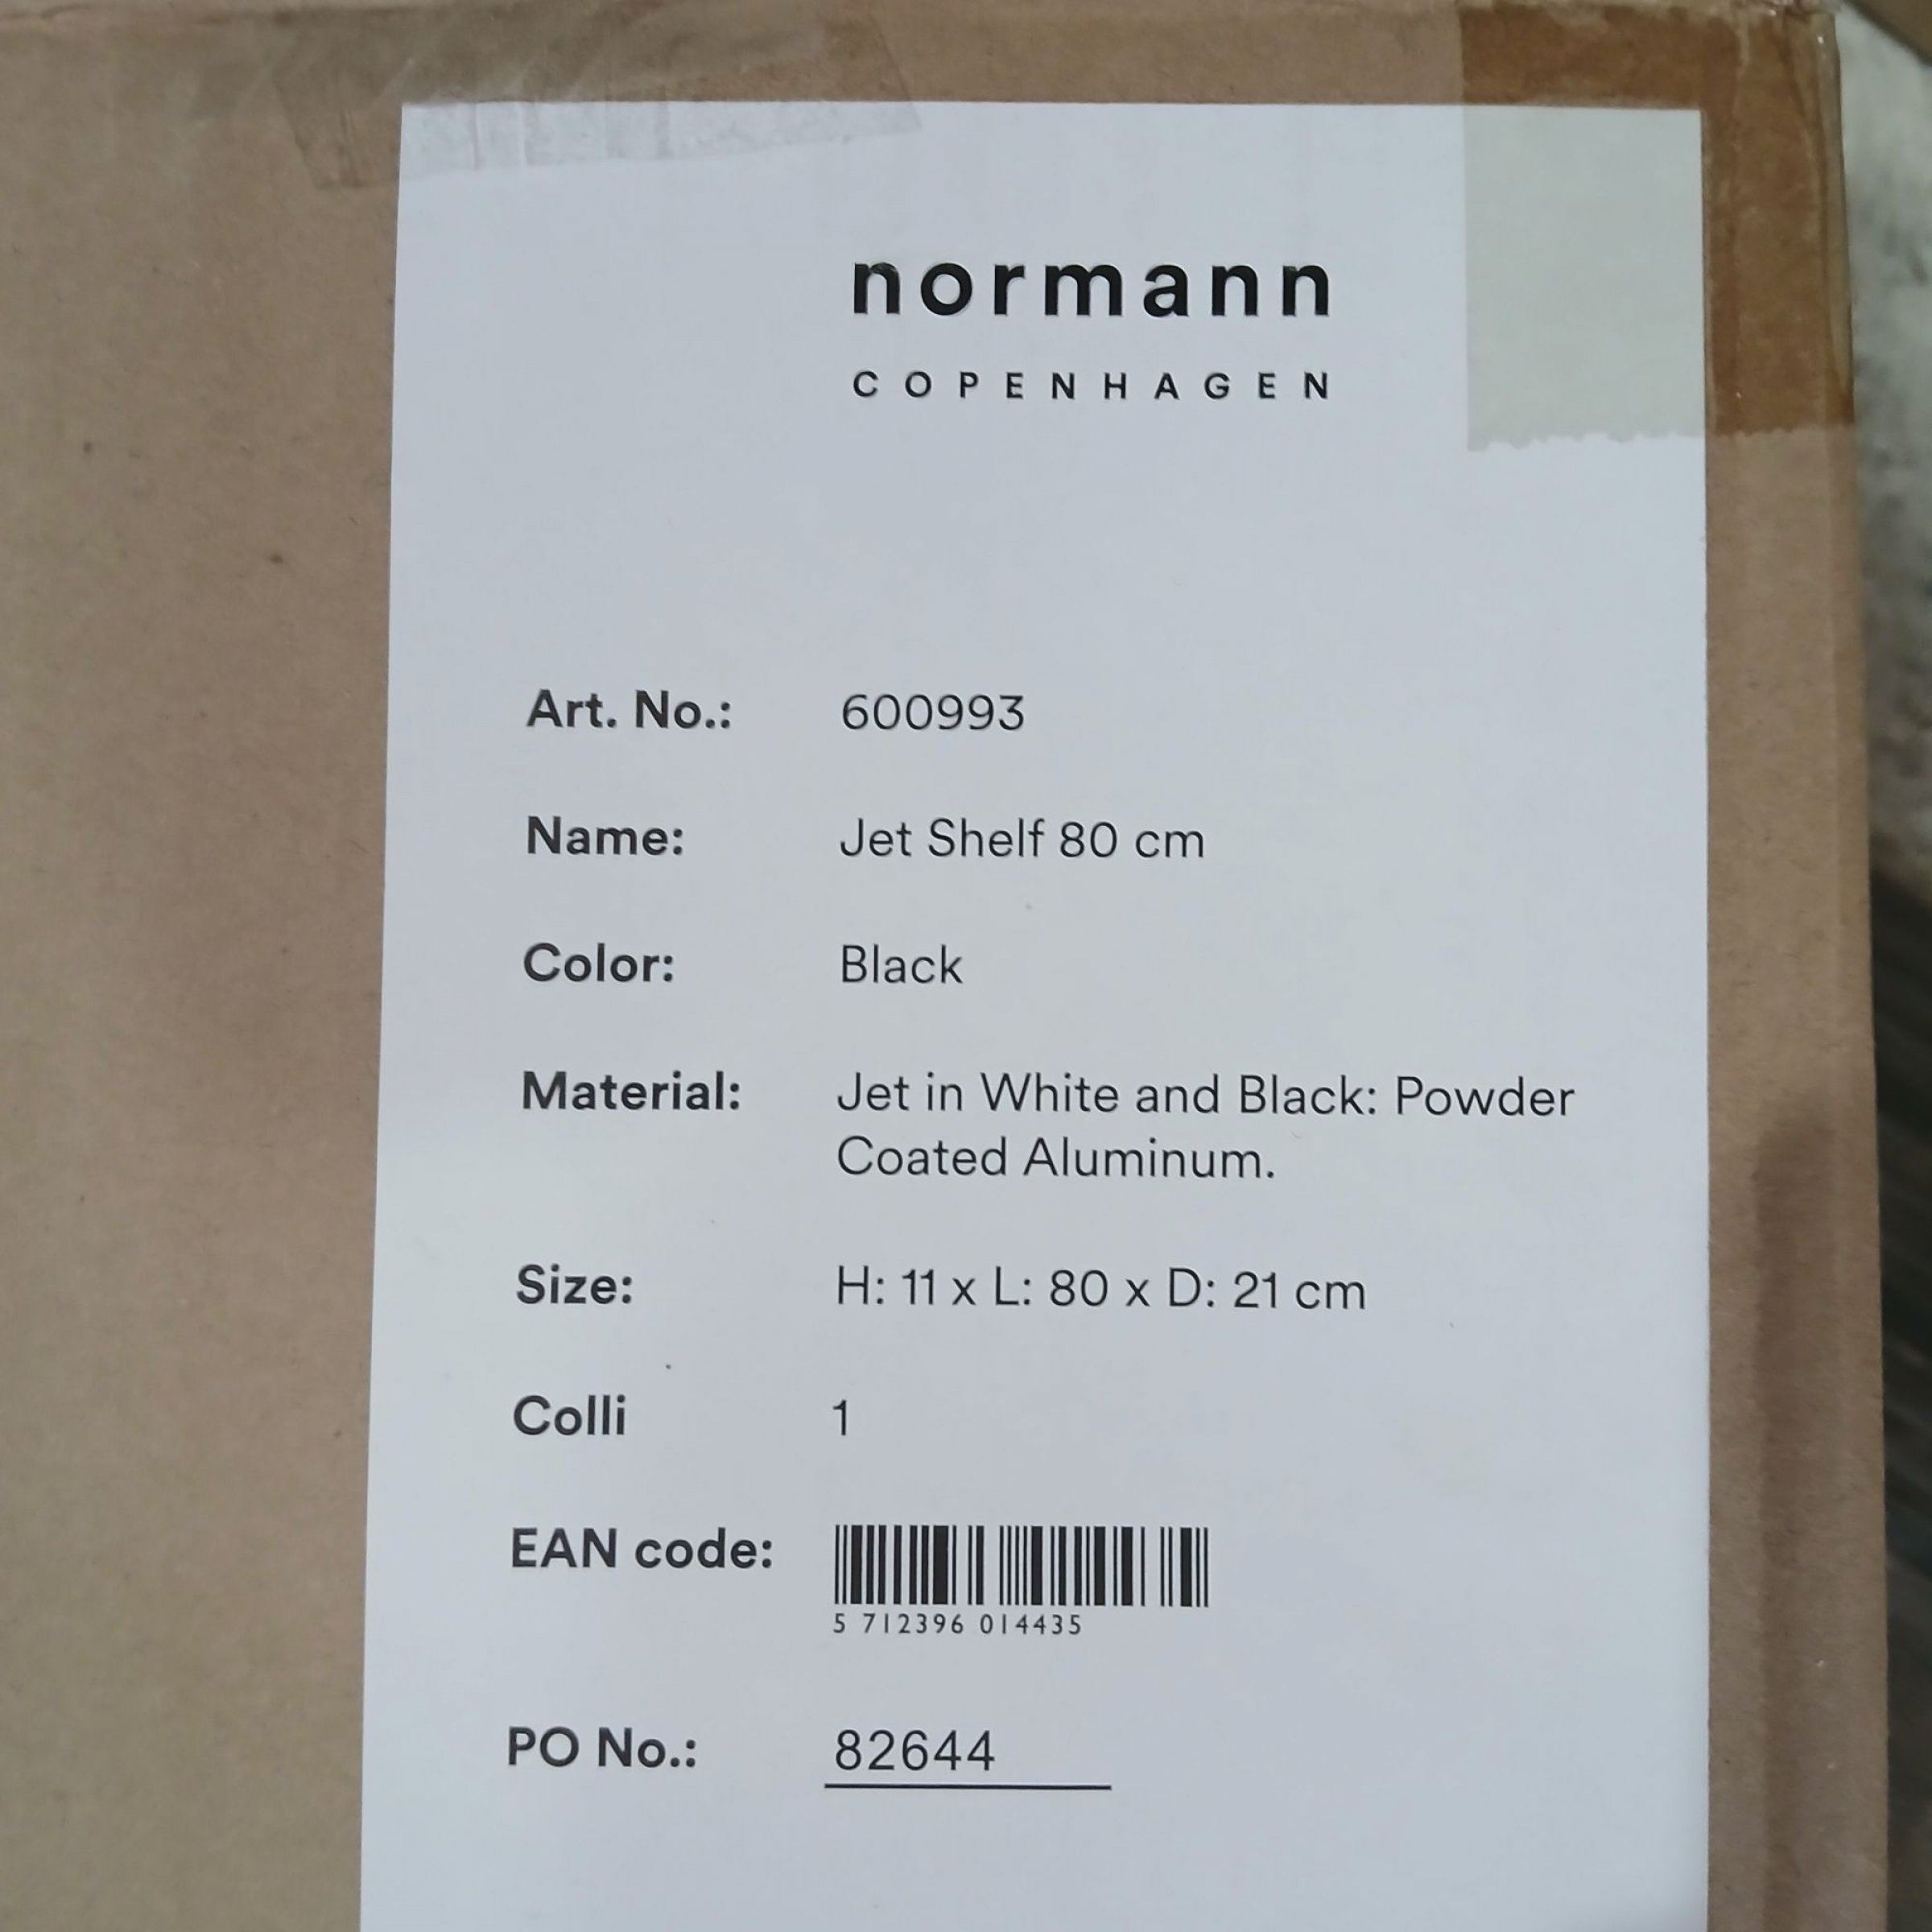 normann
COPENHAGEN
Art. No.: 600993
Name: Jet Shelf 80 cm
Color: Black
Material: Jet in White and Black: Powder
Coated Aluminum.
Size: H: 11 x L: 80 x D: 21 cm
Colli 1
EAN code:
5 712396 014435
PO No.: 82644